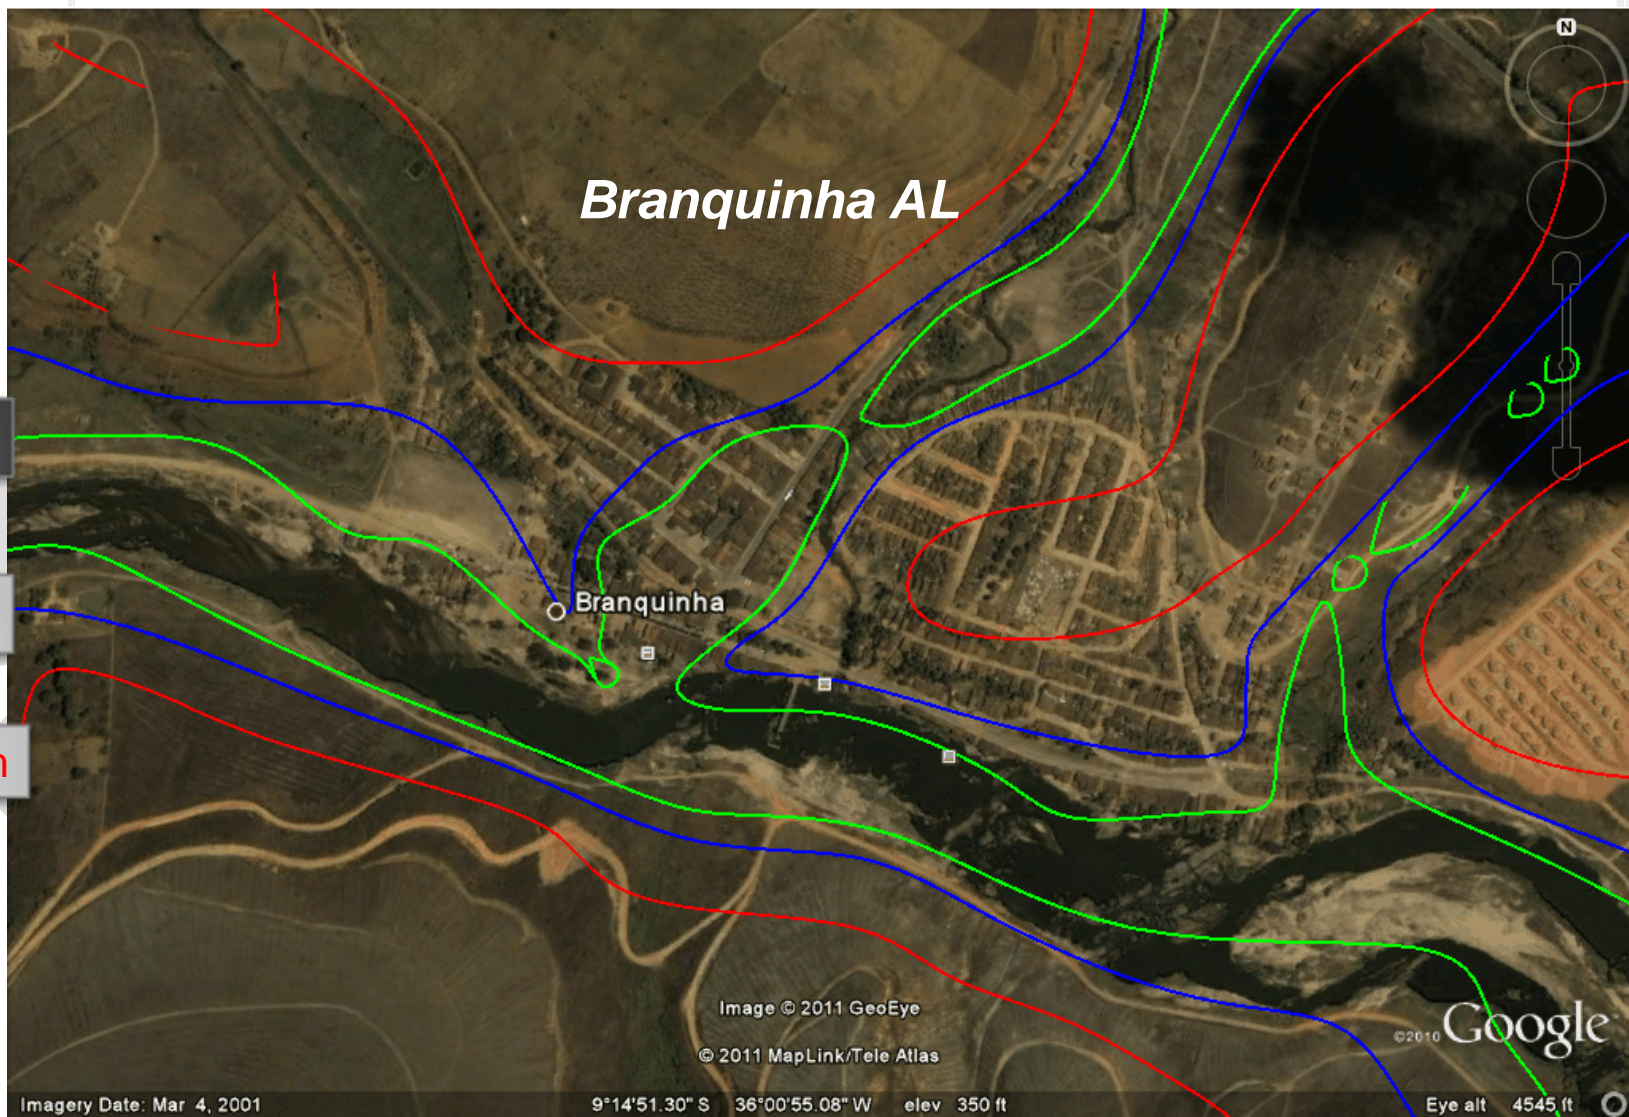 N
Branquinha AL
Branquinha
Image © 2011 GeoEye
© 2011 MapLink/Tele Atlas
©2010 Google
Imagery Date: Mar 4, 2001 9°14'51.30" S 36°00'55.08" W elev 350 ft Eye alt 4545 ft